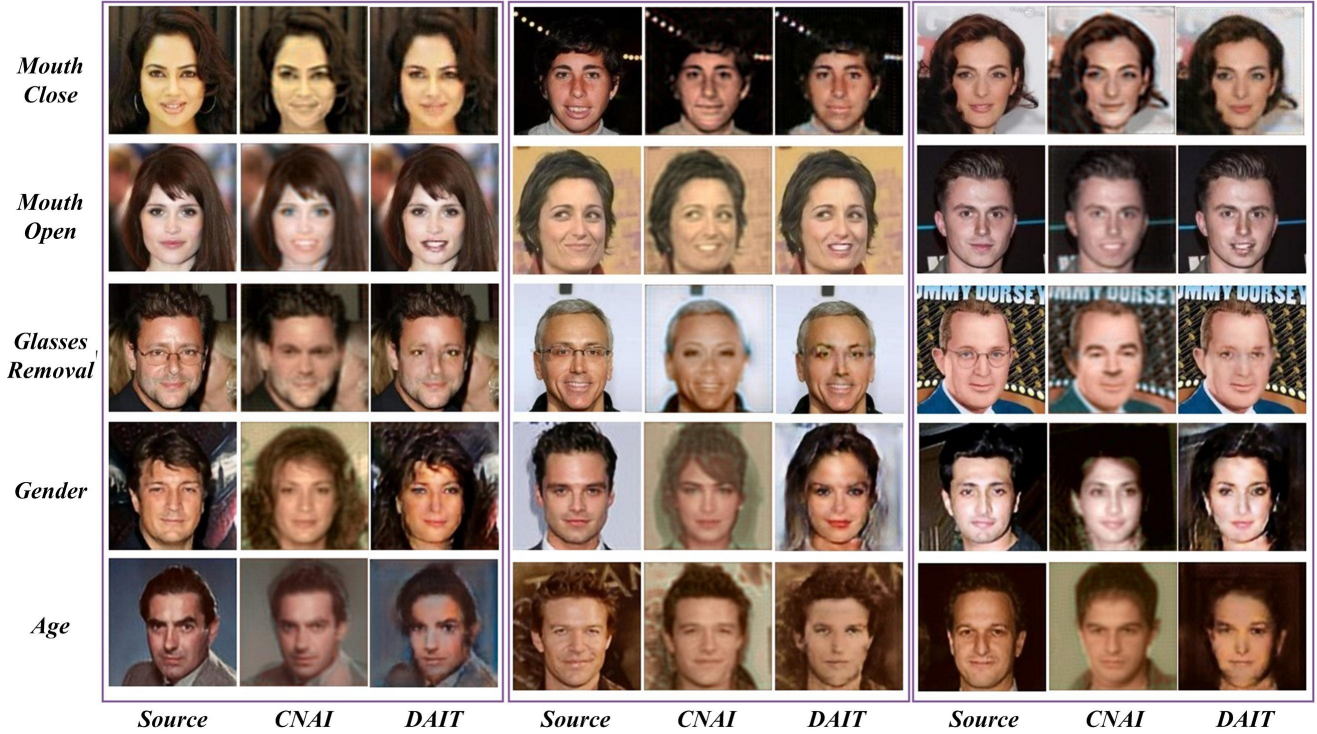 Mouth
Close
Mouth
Open
Glasses
Removal
Gender
Age
MMY DORSEY
MMY DORSEY
MMY DORSEY
Source CNAI DAIT Source CNAI DAIT Source CNAI DAIT